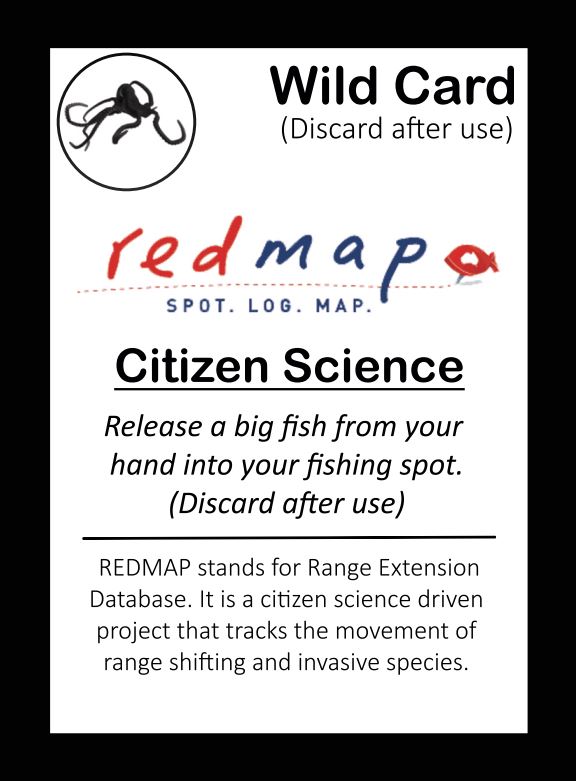 Wild Card
(Discard after use)
redmap
SPOT. LOG. MAP.
Citizen Science
Release a big fish from your
hand into your fishing spot.
(Discard after use)
REDMAP stands for Range Extension
Database. It is a citizen science driven
project that tracks the movement of
range shifting and invasive species.